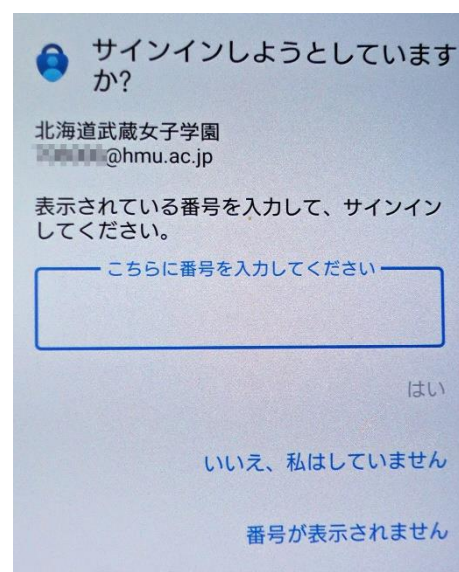 サインインしようとしています
か?
北海道武蔵女子学園
@hmu.ac.jp
表示されている番号を入力して、サインイン
してください。
こちらに番号を入力してください
はい
いいえ、私はしていません
番号が表示されません